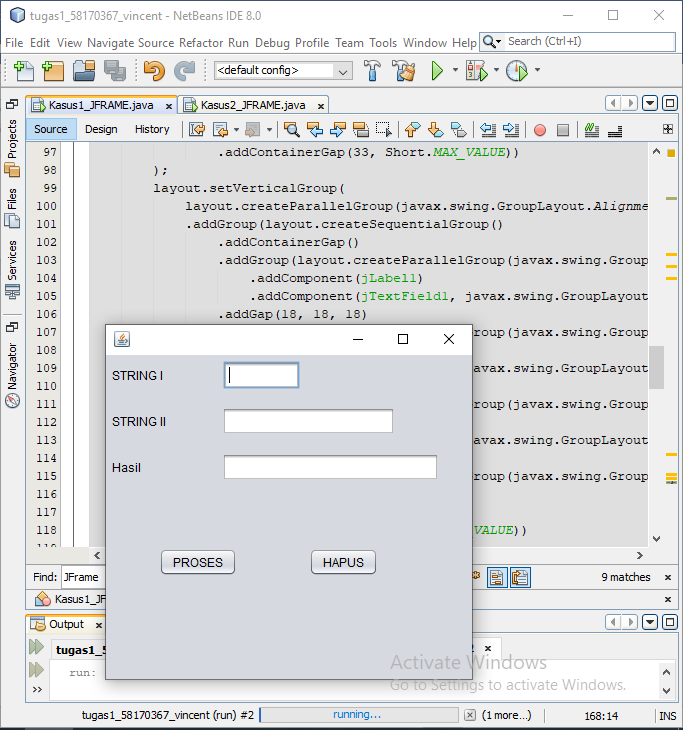 tugas1_58170367_vincent - NetBeans IDE 8.0
File Edit View Navigate Source Refactor Run Debug Profile Team Tools Window Help
Search (Ctrl+I)
<default config>
Kasus1_JFRAME.java
Kasus2_JFRAME.java
Source Design History
Projects
Files
Services
Navigator
97 .addContainerGap(33, Short.MAX_VALUE))
98 );
99 layout.setVerticalGroup(
100 layout.createParallelGroup(javax.swing.GroupLayout.Alignme
101 .addGroup(layout.createSequentialGroup()
102 .addContainerGap()
103 .addGroup(layout.createParallelGroup(javax.swing.Group
104 .addComponent(jLabel1)
105 .addComponent(jTextField1, javax.swing.GroupLayout
106 .addGap(18, 18, 18)
107 Group(javax.swing.Group
108
109 javax.swing.GroupLayout
110
111 Group(javax.swing.Group
112
113 javax.swing.GroupLayout
114
115 Group(javax.swing.Group
116
117
118 VALUE))
STRING I
STRING II
Hasil
PROSES
HAPUS
Find: JFrame
9 matches
Kasus1_JF
Output
tugas1_5
run:
Activate Windows
Go to Settings to activate Windows.
tugas1_58170367_vincent (run) #2
running...
(1 more...)
168:14
INS